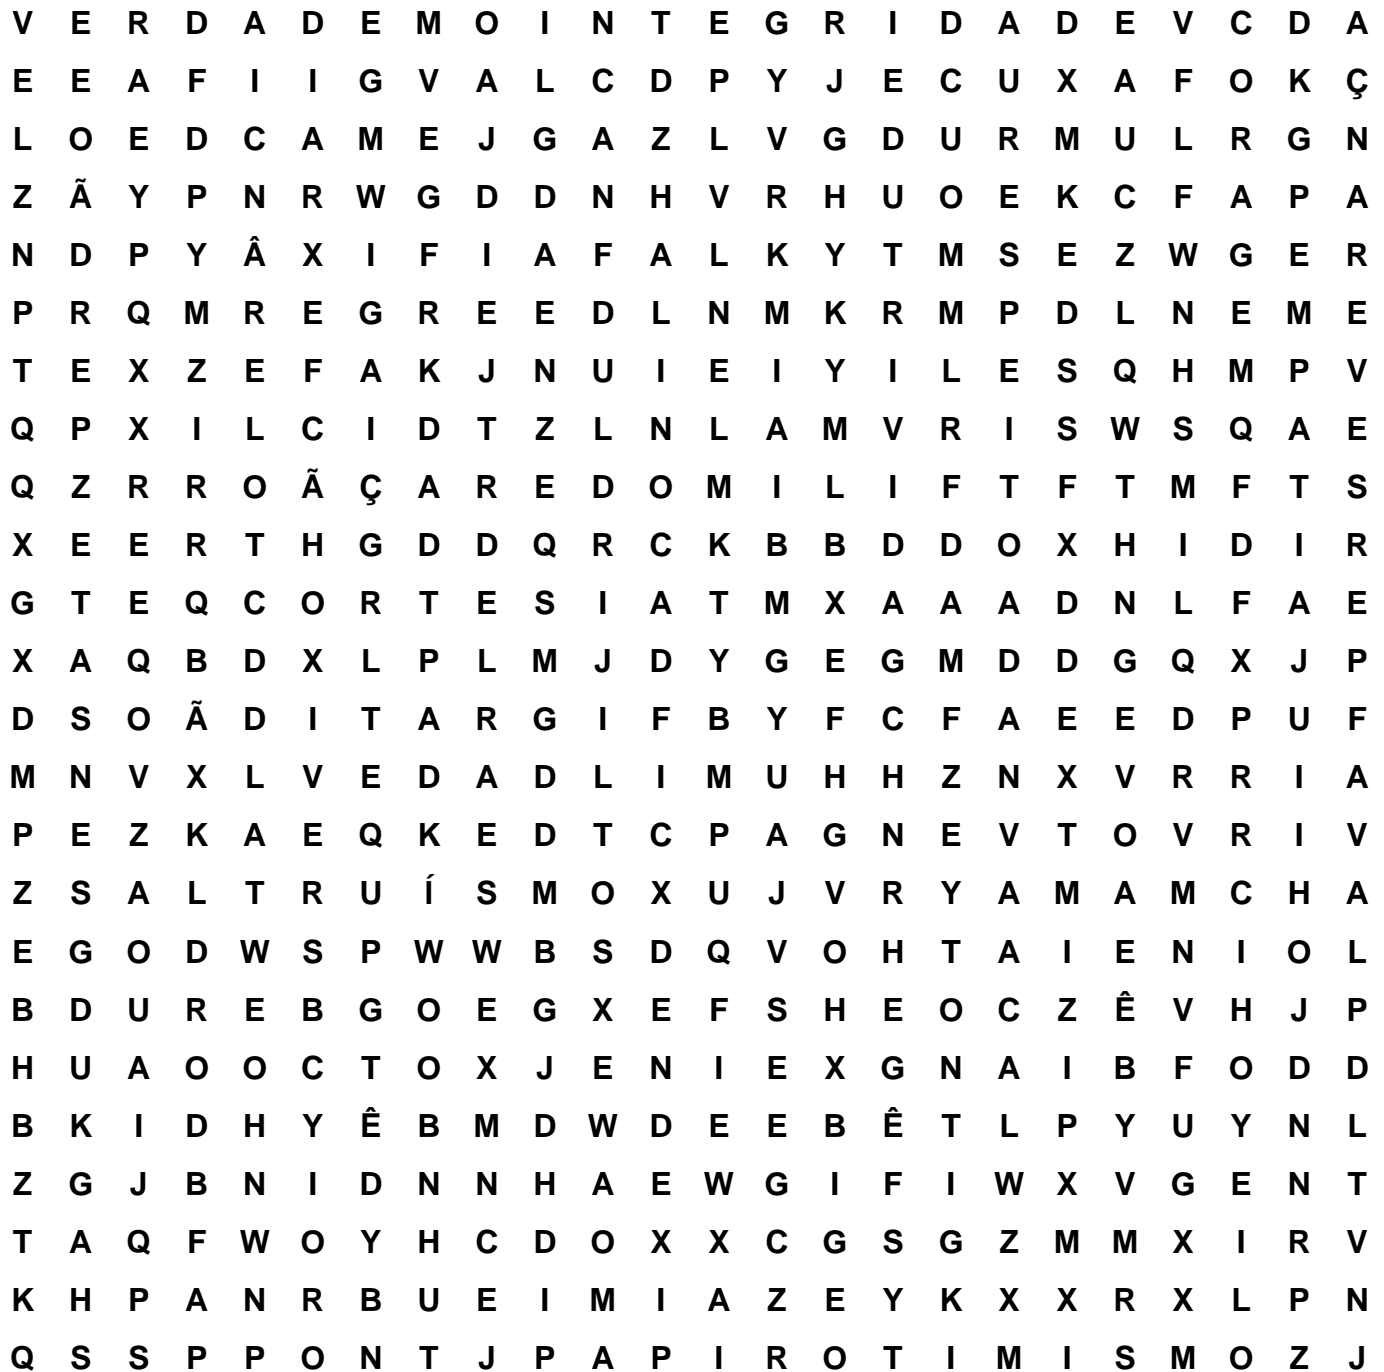 V E R D A D E M O I N T E G R I D A D E V C D A
E E A F I I G V A L C D P Y J E C U X A F O K Ç
L O E D C A M E J G A Z L V G D U R M U L R G N
Z Ã Y P N R W G D D N H V R H U O E K C F A P A
N D P Y Â X I F I A F A L K Y T M S E Z W G E R
P R Q M R E G R E E D L N M K R M P D L N E M E
T E X Z E F A K J N U I E I Y I L E S Q H M P V
Q P X I L C I D T Z L N L A M V R I S W S Q A E
Q Z R R O Ã Ç A R E D O M I L I F T F T M F T S
X E E R T H G D D Q R C K B B D D O X H I D I R
G T E Q C O R T E S I A T M X A A A D N L F A E
X A Q B D X L P L M J D Y G E G M D D G Q X J P
D S O Ã D I T A R G I F B Y F C F A E E D P U F
M N V X L V E D A D L I M U H H Z N X V R R I A
P E Z K A E Q K E D T C P A G N E V T O V R I V
Z S A L T R U Í S M O X U J V R Y A M A M C H A
E G O D W S P W W B S D Q V O H T A I E N I O L
B D U R E B G O E G X E F S H E O C Z Ê V H J P
H U A O O C T O X J E N I E X G N A I B F O D D
B K I D H Y Ê B M D W D E E B Ê T L P Y U Y N L
Z G J B N I D N N H A E W G I F I W X V G E N T
T A Q F W O Y H C D O X X C G S G Z M M X I R V
K H P A N R B U E I M I A Z E Y K X X R X L P N
Q S S P P O N T J P A P I R O T I M I S M O Z J